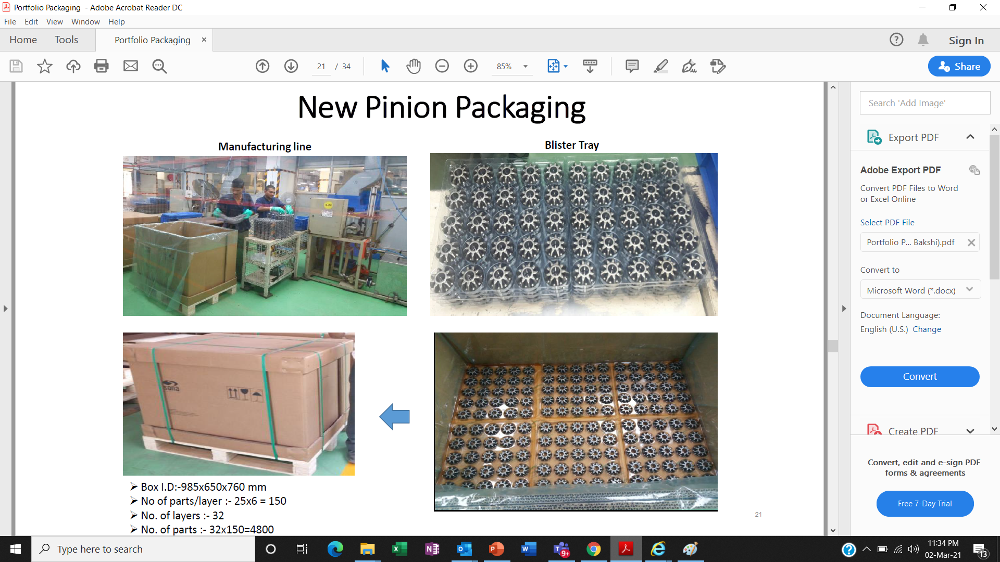 Portfolio Packaging - Adobe Acrobat Reader DC
File Edit View Window Help
Home Tools Portfolio Packaging × Sign In
21 / 34 85% Share
New Pinion Packaging
Manufacturing line
Blister Tray
sona
➢ Box I.D:-985x650x760 mm
➢ No of parts/layer :- 25x6 = 150
➢ No. of layers :- 32
➢ No. of parts :- 32x150=4800
21
Search 'Add Image'
Export PDF
Adobe Export PDF
Convert PDF Files to Word
or Excel Online
Select PDF File
Portfolio P... Bakshi).pdf
Convert to
Microsoft Word (*.docx)
Document Language:
English (U.S.) Change
Convert
Create PDF
Convert, edit and e-sign PDF
forms & agreements
Free 7-Day Trial
Type here to search
9+
11:34 PM
02-Mar-21
13